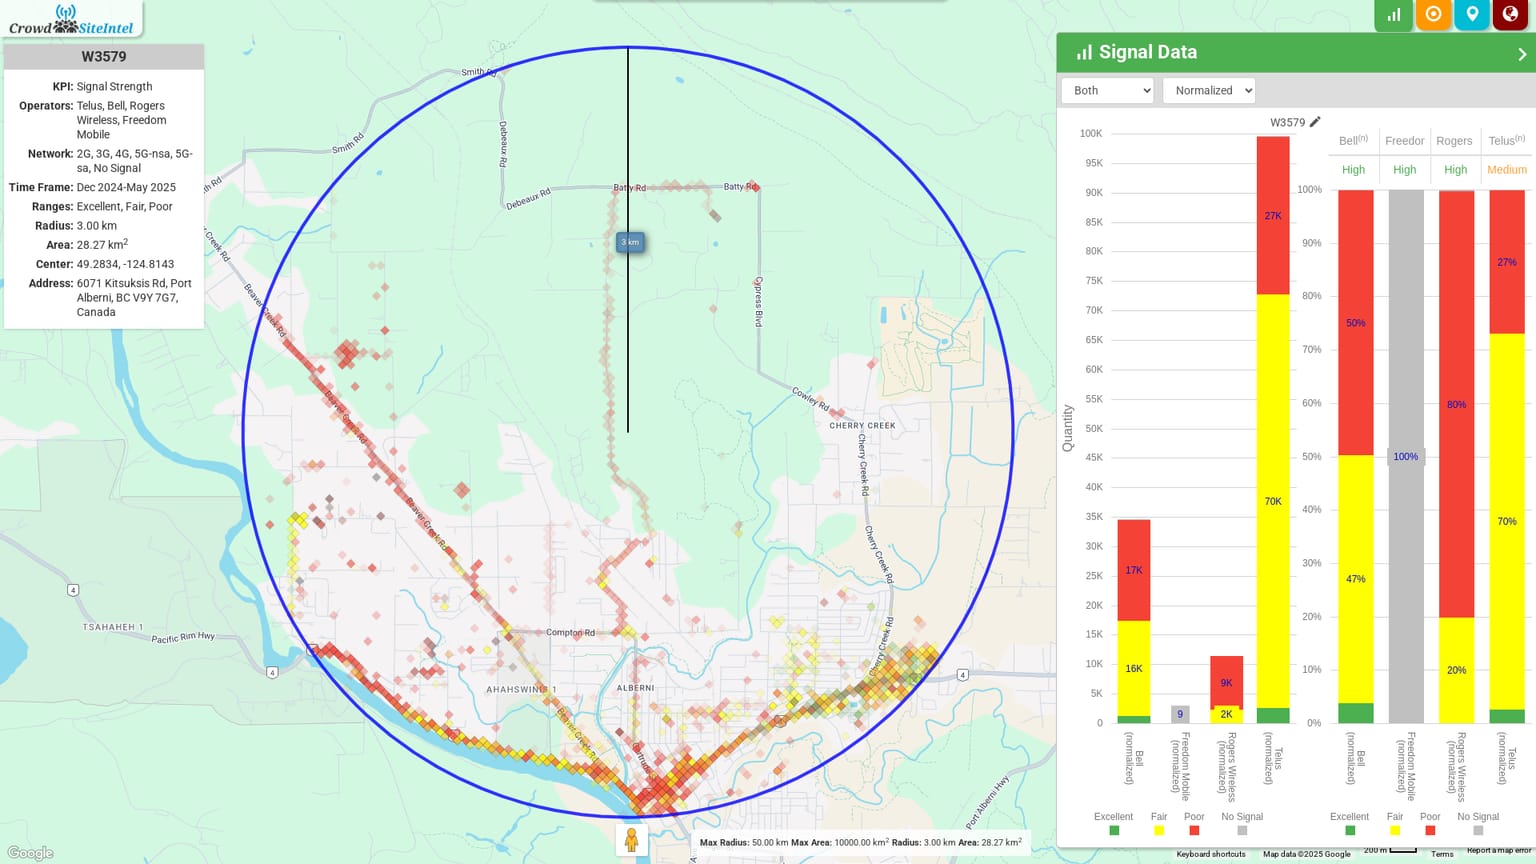 Crowd SiteIntel
W3579
KPI: Signal Strength
Operators: Telus, Bell, Rogers
Wireless, Freedom
Mobile
Network: 2G, 3G, 4G, 5G-nsa, 5G-
sa, No Signal
Time Frame: Dec 2024-May 2025
Ranges: Excellent, Fair, Poor
Radius: 3.00 km
Area: 28.27 km2
Center: 49.2834, -124.8143
Address: 6071 Kitsuksis Rd, Port
Alberni, BC V9Y 7G7,
Canada
Smith Rd
Smith Rd
Debeaux Rd
Debeaux Rd
Batty Rd
Batty Rd
3 km
Cypress Blvd
Beaver Creek Rd
Beaver Creek Rd
Beaver Creek Rd
Beaver Creek Rd
Cowley Rd
CHERRY CREEK
Cherry Creek Rd
Cherry Creek Rd
Cherry Creek Rd
4
TSAHAHEH 1
Pacific Rim Hwy
4
Compton Rd
AHAHSWINIS 1
ALBERNI
4
Port Alberni Hwy
Google
Max Radius: 50.00 km Max Area: 10000.00 km2 Radius: 3.00 km Area: 28.27 km2
Keyboard shortcuts
Map data ©2025 Google
200 m
Terms
Report a map error
Signal Data
Both
Normalized
W3579
Quantity
100K
95K
90K
85K
80K
75K
70K
65K
60K
55K
50K
45K
40K
35K
30K
25K
20K
15K
10K
5K
0
17K
16K
9
9K
2K
27K
70K
Bell (normalized)
Freedom Mobile (normalized)
Rogers Wireless (normalized)
Telus (normalized)
Excellent Fair Poor No Signal
Bell(n) Freedor Rogers Telus(n)
High High High Medium
100%
90%
80%
70%
60%
50%
40%
30%
20%
10%
0%
50%
47%
100%
80%
20%
27%
70%
Bell (normalized)
Freedom Mobile (normalized)
Rogers Wireless (normalized)
Telus (normalized)
Excellent Fair Poor No Signal